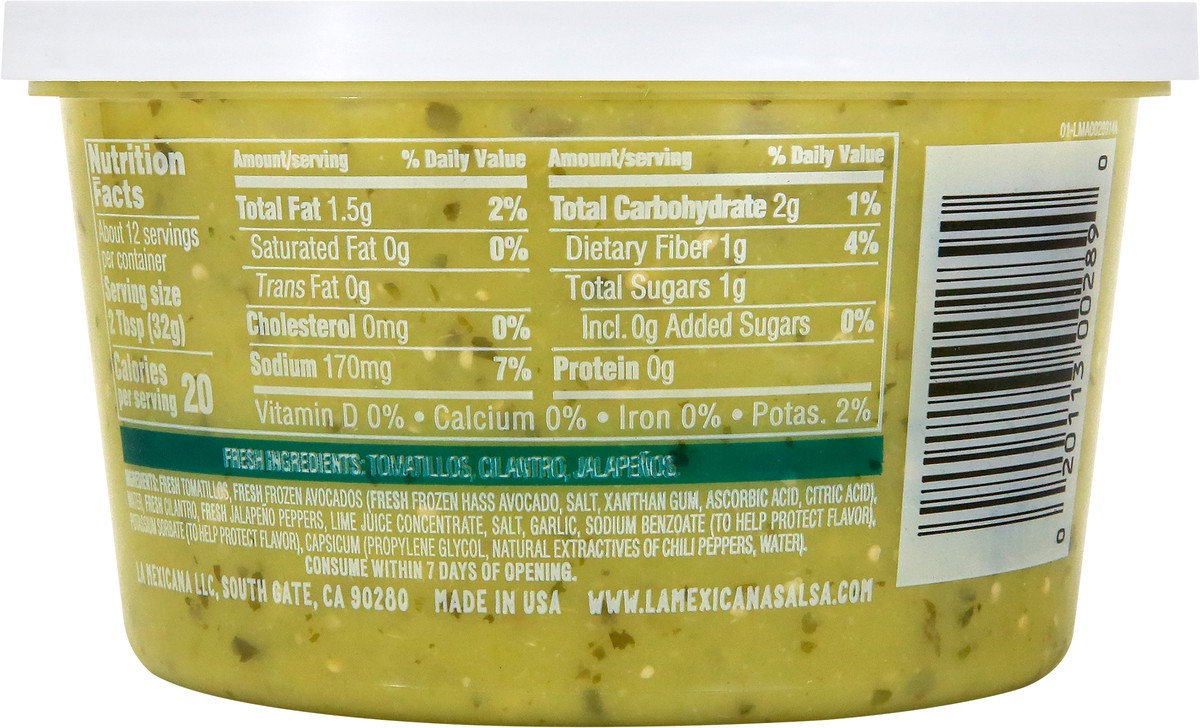 01-LMA0028914A
Nutrition
Facts
About 12 servings
per container
Serving size
2 Tbsp (32g)
Calories
per serving 20
Amount/serving % Daily Value
Total Fat 1.5g 2%
Saturated Fat 0g 0%
Trans Fat 0g
Cholesterol 0mg 0%
Sodium 170mg 7%
Amount/serving % Daily Value
Total Carbohydrate 2g 1%
Dietary Fiber 1g 4%
Total Sugars 1g
Incl. 0g Added Sugars 0%
Protein 0g
Vitamin D 0% • Calcium 0% • Iron 0% • Potas. 2%
FRESH INGREDIENTS: TOMATILLOS, CILANTRO, JALAPEÑOS.
INGREDIENTS: FRESH TOMATILLOS, FRESH FROZEN AVOCADOS (FRESH FROZEN HASS AVOCADO, SALT, XANTHAN GUM, ASCORBIC ACID, CITRIC ACID),
WATER, FRESH CILANTRO, FRESH JALAPEÑO PEPPERS, LIME JUICE CONCENTRATE, SALT, GARLIC, SODIUM BENZOATE (TO HELP PROTECT FLAVOR),
POTASSIUM SORBATE (TO HELP PROTECT FLAVOR), CAPSICUM (PROPYLENE GLYCOL, NATURAL EXTRACTIVES OF CHILI PEPPERS, WATER).
CONSUME WITHIN 7 DAYS OF OPENING.
LA MEXICANA LLC, SOUTH GATE, CA 90280 MADE IN USA WWW.LAMEXICANASALSA.COM
0 20113 00289 0